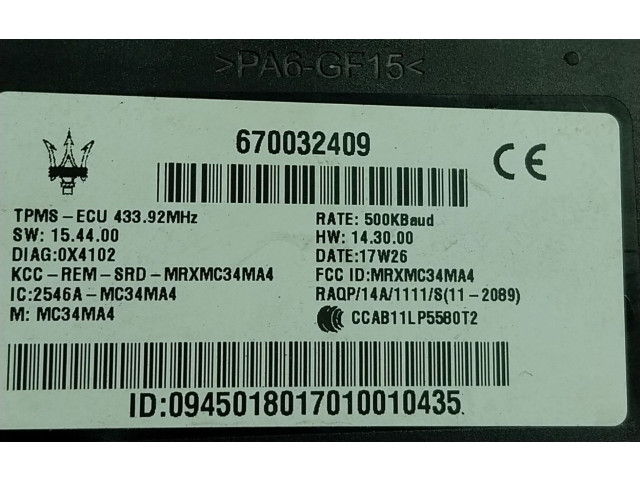 >PA6-GF15<
670032409
CE
TPMS-ECU 433.92MHz
SW: 15.44.00
DIAG:0X4102
KCC-REM-SRD-MRXMC34MA4
IC:2546A-MC34MA4
M: MC34MA4
RATE: 500KBaud
HW: 14.30.00
DATE:17W26
FCC ID:MRXMC34MA4
RAQP/14A/1111/S(11-2089)
CCAB11LP5580T2
ID:0945018017010010435